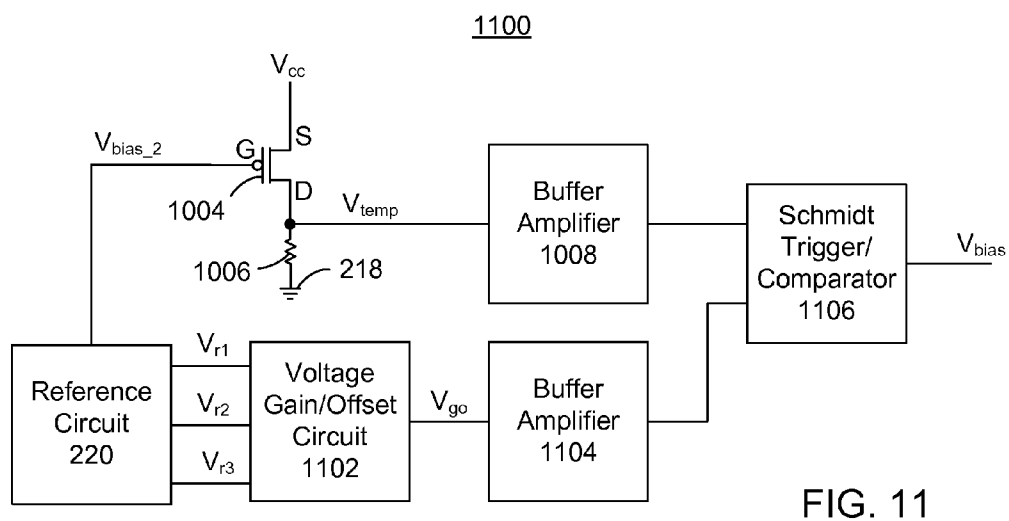 1100
Vcc
Vbias_2
G
S
D
1004
Vtemp
1006
218
Buffer
Amplifier
1008
Schmidt
Trigger/
Comparator
1106
Vbias
Reference
Circuit
220
Vr1
Vr2
Vr3
Voltage
Gain/Offset
Circuit
1102
Vgo
Buffer
Amplifier
1104
FIG. 11